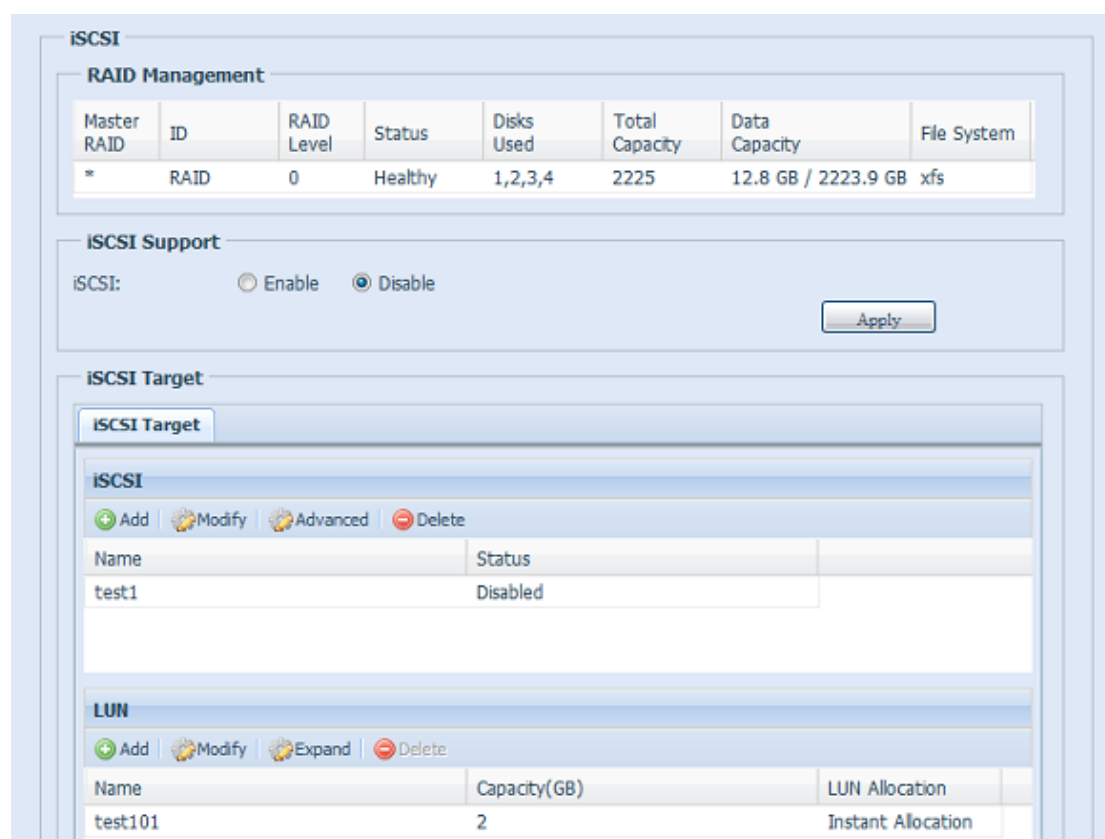 iSCSI
RAID Management
Master RAID ID RAID Level Status Disks Used Total Capacity Data Capacity File System
* RAID 0 Healthy 1,2,3,4 2225 12.8 GB / 2223.9 GB xfs
iSCSI Support
iSCSI: Enable Disable
Apply
iSCSI Target
iSCSI Target
iSCSI
Add Modify Advanced Delete
Name Status
test1 Disabled
LUN
Add Modify Expand Delete
Name Capacity(GB) LUN Allocation
test101 2 Instant Allocation